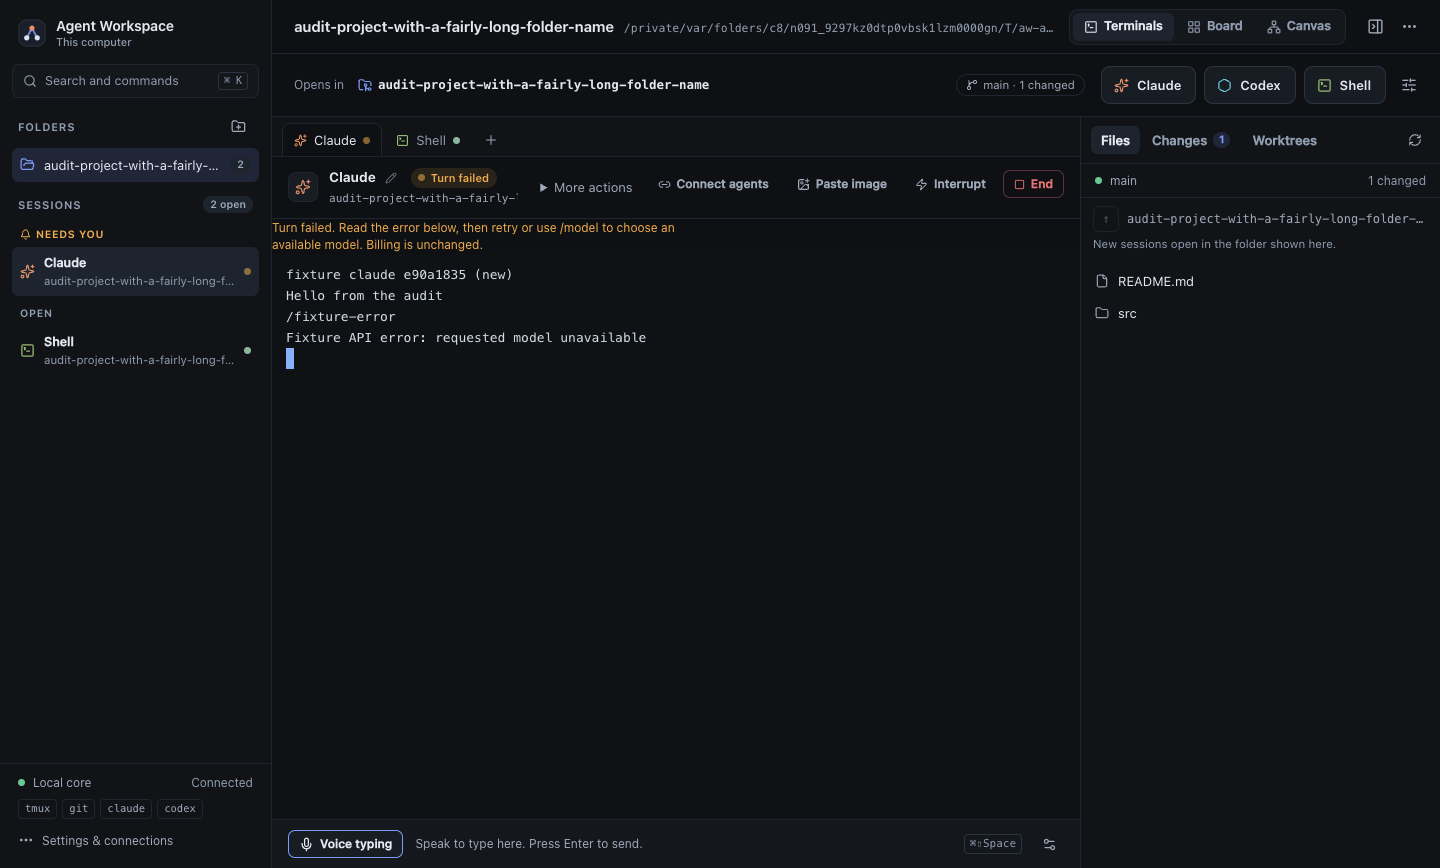 Agent Workspace
This computer
Search and commands ⌘ K
FOLDERS
audit-project-with-a-fairly-... 2
SESSIONS 2 open
NEEDS YOU
Claude
audit-project-with-a-fairly-long-f...
OPEN
Shell
audit-project-with-a-fairly-long-f...
Local core Connected
tmux git claude codex
Settings & connections
audit-project-with-a-fairly-long-folder-name /private/var/folders/c8/n091_9297kz0dtp0vbsk1lzm0000gn/T/aw-a…
Terminals Board Canvas
Opens in audit-project-with-a-fairly-long-folder-name
main · 1 changed Claude Codex Shell
Claude Shell
Claude Turn failed
audit-project-with-a-fairly-
▶ More actions Connect agents Paste image Interrupt End
Turn failed. Read the error below, then retry or use /model to choose an
available model. Billing is unchanged.
fixture claude e90a1835 (new)
Hello from the audit
/fixture-error
Fixture API error: requested model unavailable
Voice typing Speak to type here. Press Enter to send. ⌘⇧Space
Files Changes 1 Worktrees
main 1 changed
↑ audit-project-with-a-fairly-long-folder-…
New sessions open in the folder shown here.
README.md
src